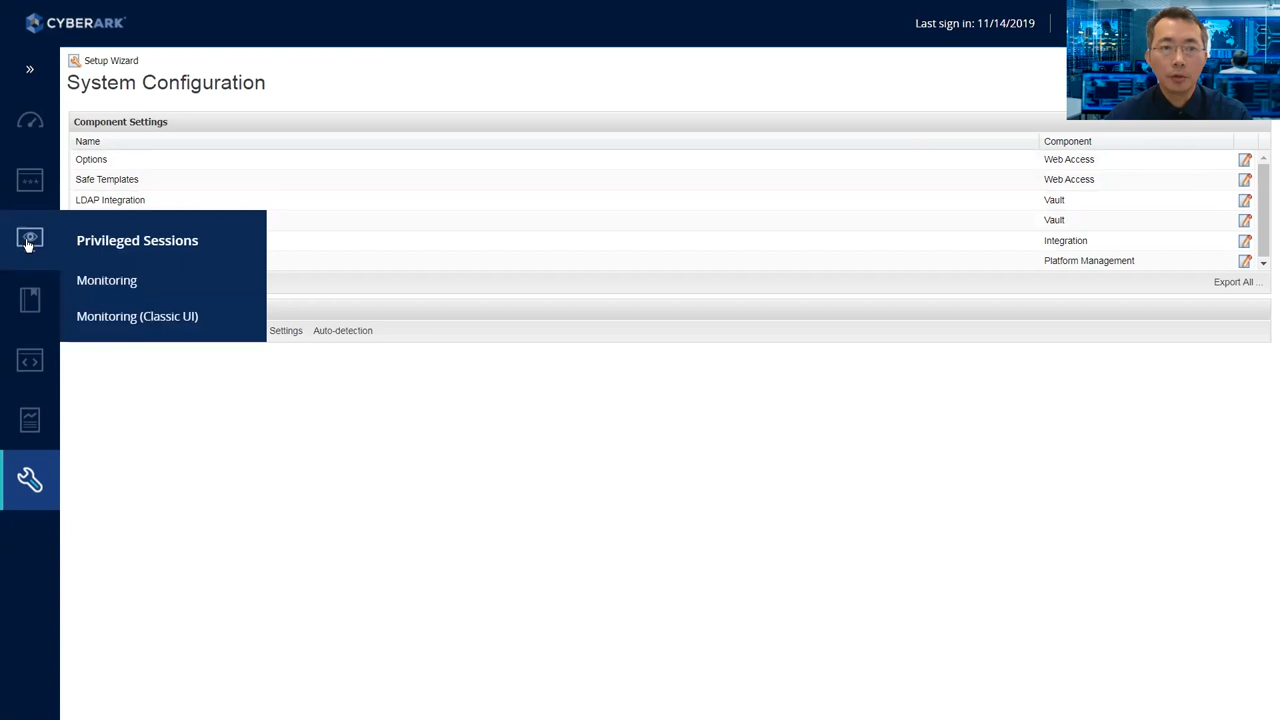 CYBERARK
Last sign in: 11/14/2019
»
Setup Wizard
System Configuration
Component Settings
Name
Component
Options
Web Access
Safe Templates
Web Access
LDAP Integration
Vault
Vault
Integration
Platform Management
Export All ...
Settings
Auto-detection
Privileged Sessions
Monitoring
Monitoring (Classic UI)